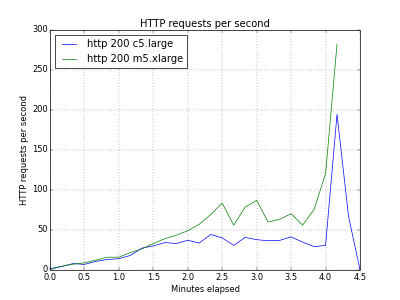 HTTP requests per second
http 200 c5.large
http 200 m5.xlarge
HTTP requests per second
300
250
200
150
100
50
0
0.0 0.5 1.0 1.5 2.0 2.5 3.0 3.5 4.0 4.5
Minutes elapsed